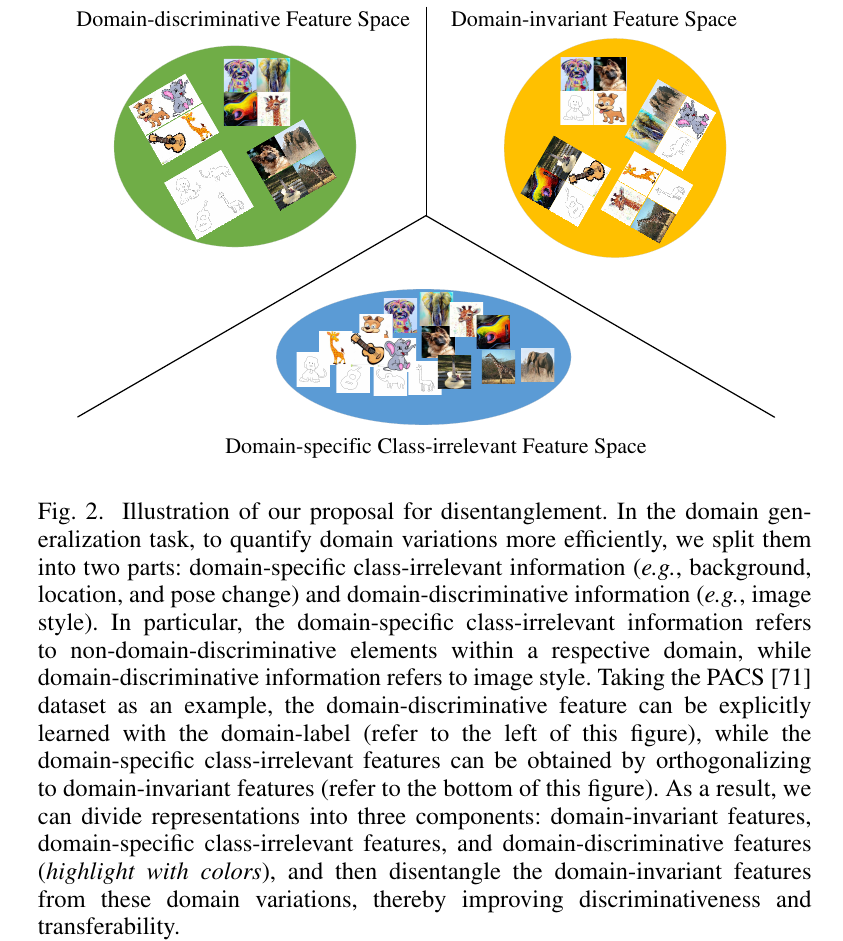 Domain-discriminative Feature Space
Domain-invariant Feature Space
Domain-specific Class-irrelevant Feature Space
Fig. 2. Illustration of our proposal for disentanglement. In the domain gen-
eralization task, to quantify domain variations more efficiently, we split them
into two parts: domain-specific class-irrelevant information (e.g., background,
location, and pose change) and domain-discriminative information (e.g., image
style). In particular, the domain-specific class-irrelevant information refers
to non-domain-discriminative elements within a respective domain, while
domain-discriminative information refers to image style. Taking the PACS [71]
dataset as an example, the domain-discriminative feature can be explicitly
learned with the domain-label (refer to the left of this figure), while the
domain-specific class-irrelevant features can be obtained by orthogonalizing
to domain-invariant features (refer to the bottom of this figure). As a result, we
can divide representations into three components: domain-invariant features,
domain-specific class-irrelevant features, and domain-discriminative features
(highlight with colors), and then disentangle the domain-invariant features
from these domain variations, thereby improving discriminativeness and
transferability.